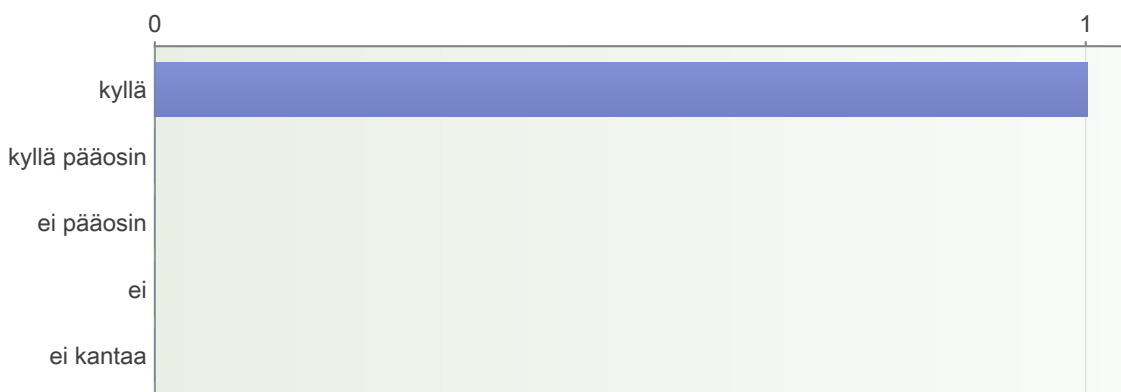 0 1
kyllä
kyllä pääosin
ei pääosin
ei
ei kantaa